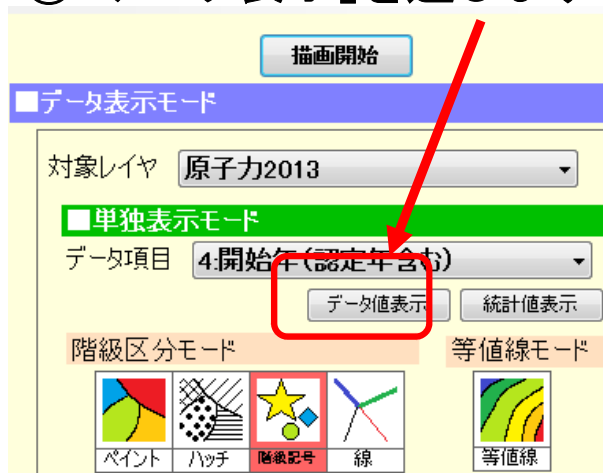 描画開始
■データ表示モード
対象レイヤ 原子力2013
■単独表示モード
データ項目 4:開始年(認定年含む)
データ値表示 統計値表示
階級区分モード 等値線モード
ペイント ハッチ 階級記号 線 等値線